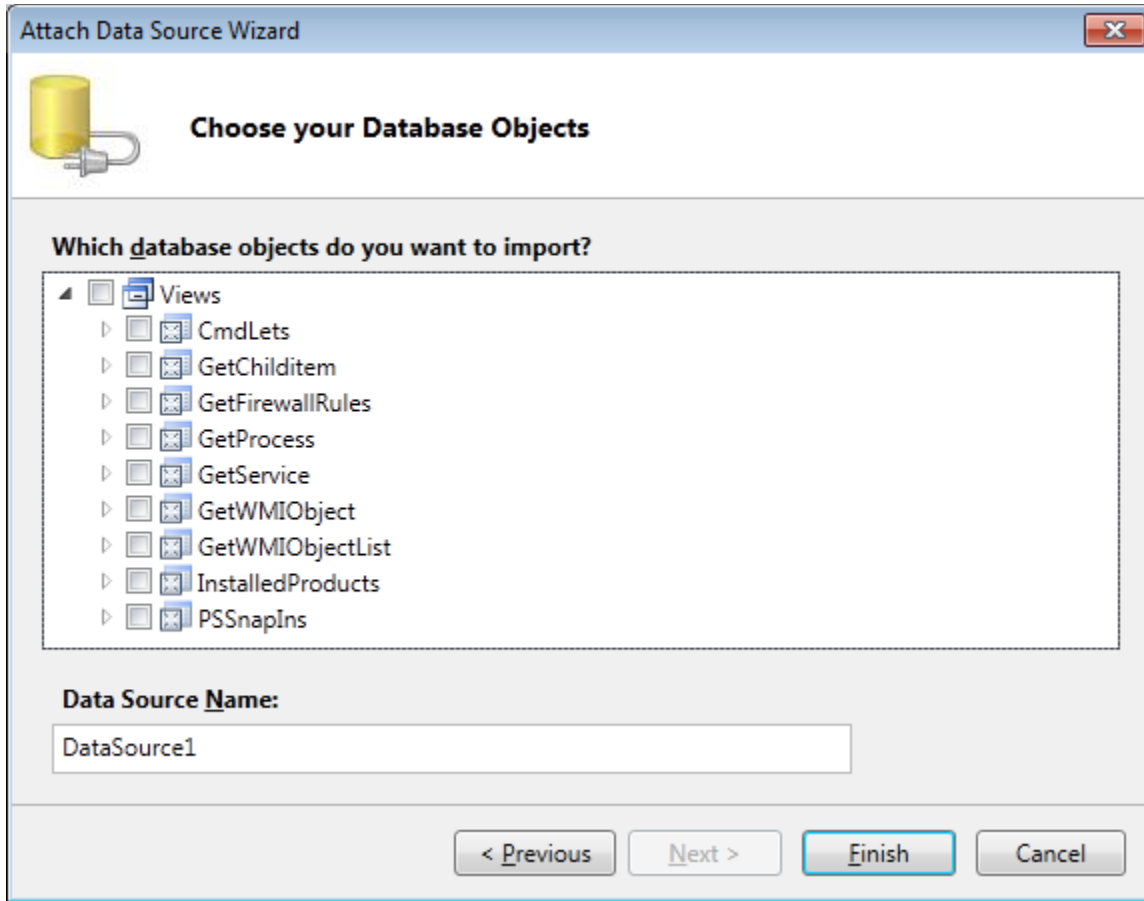 Attach Data Source Wizard
Choose your Database Objects
Which database objects do you want to import?
Views
CmdLets
GetChilditem
GetFirewallRules
GetProcess
GetService
GetWMIObject
GetWMIObjectList
InstalledProducts
PSSnapIns
Data Source Name:
DataSource1
< Previous Next > Finish Cancel